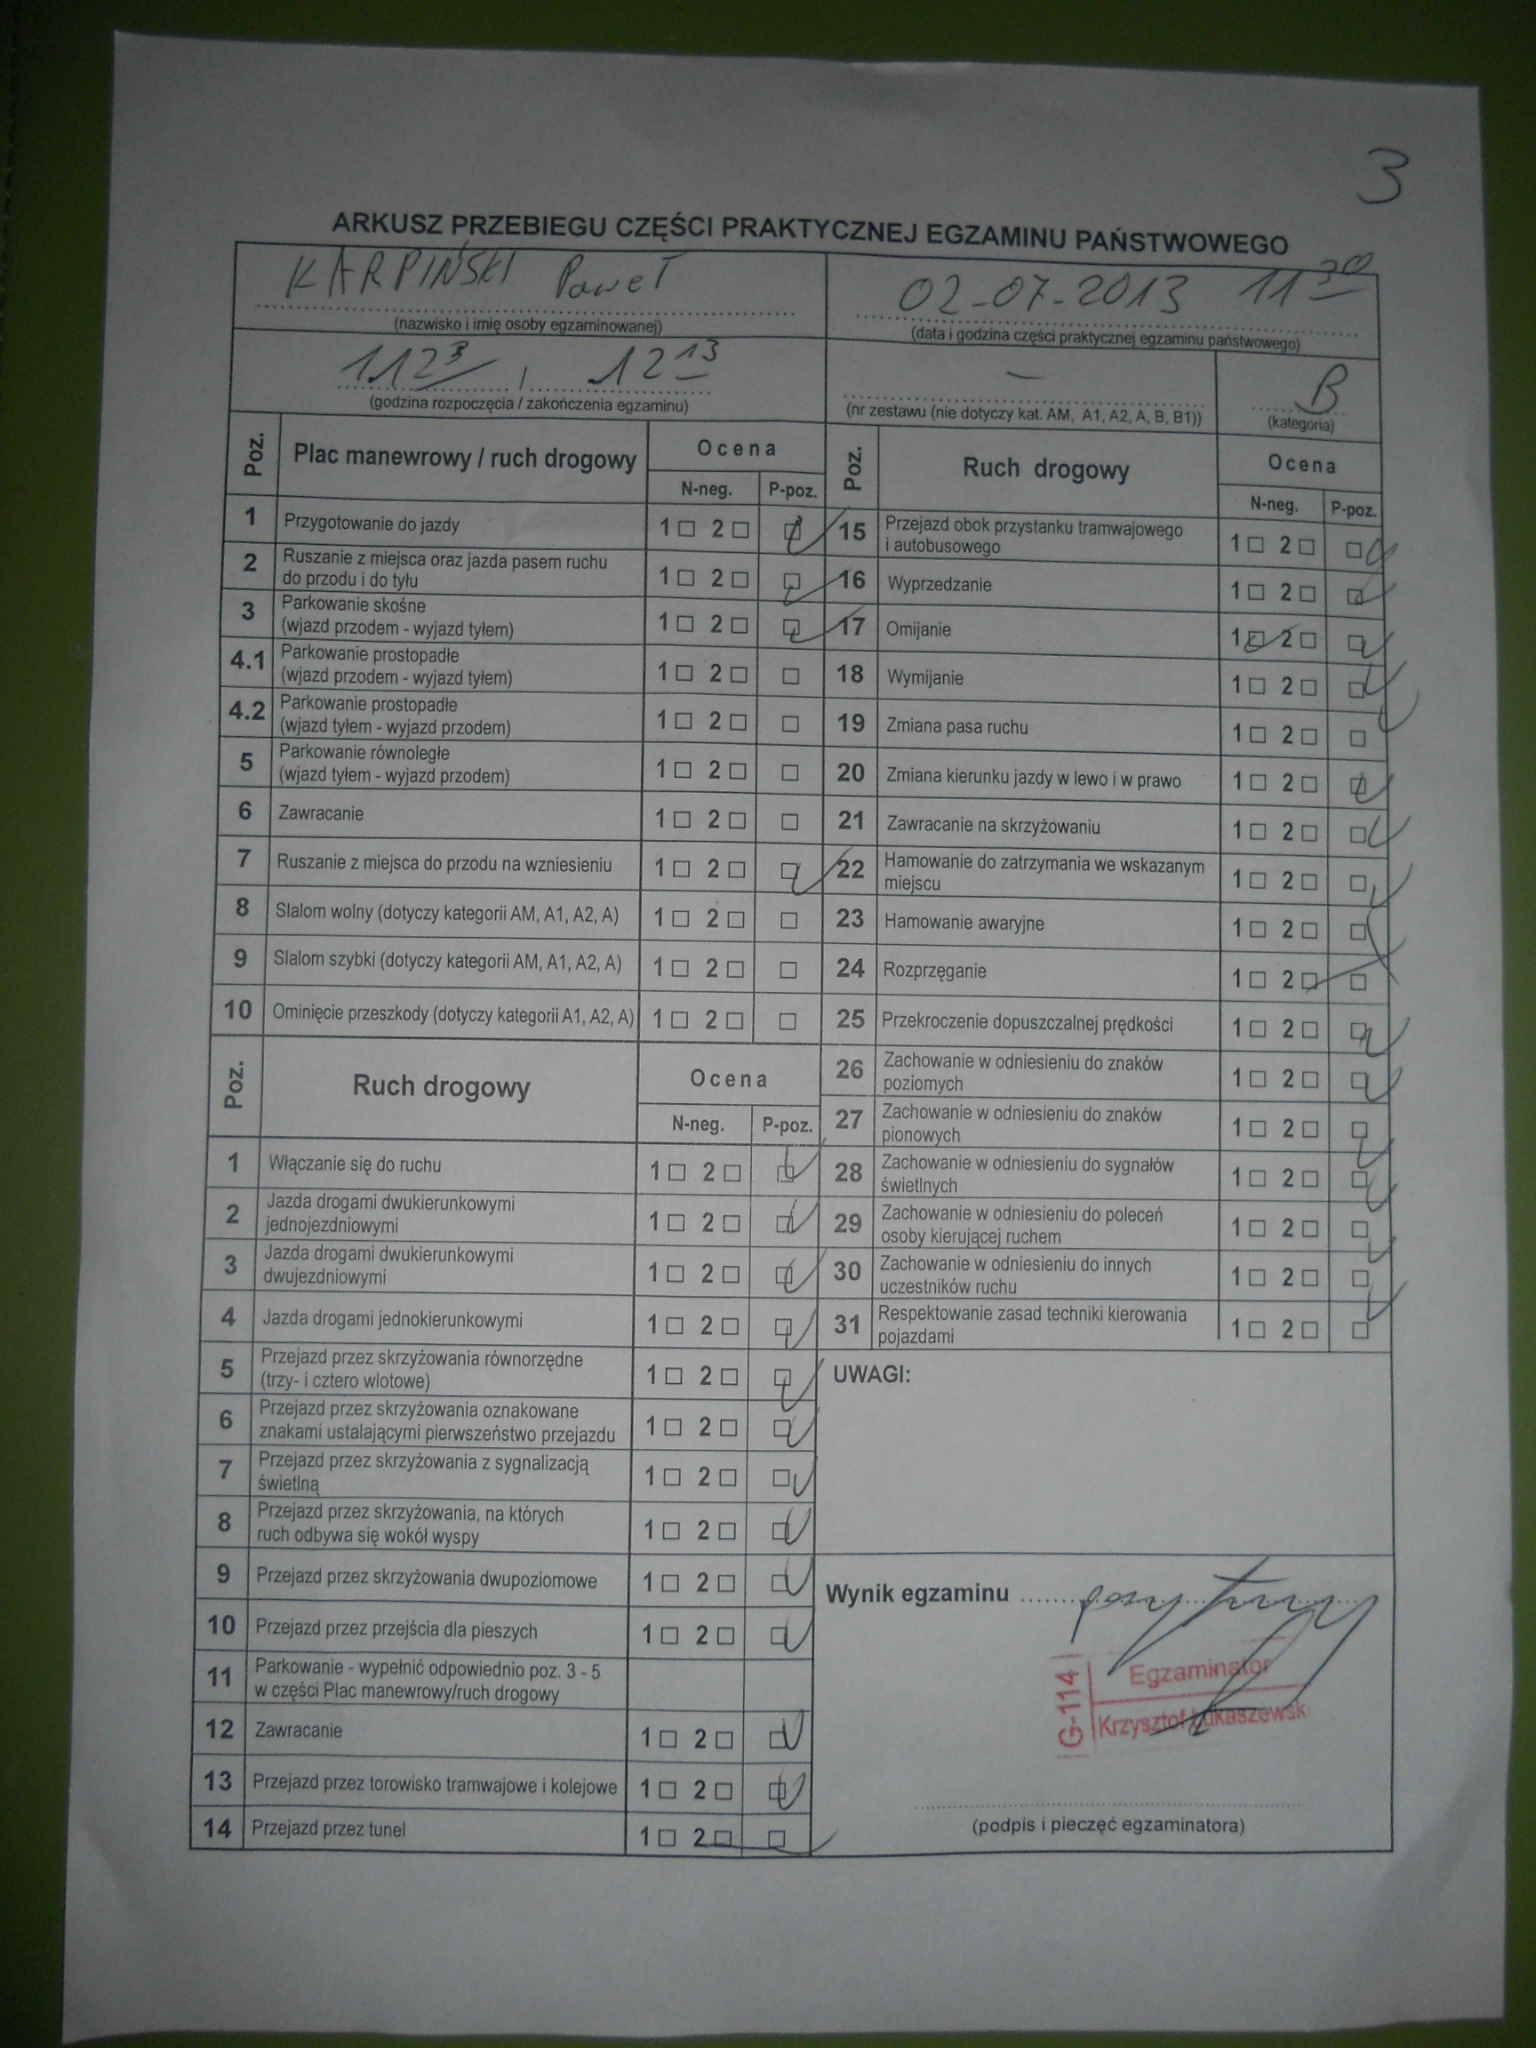 3
ARKUSZ PRZEBIEGU CZĘŚCI PRAKTYCZNEJ EGZAMINU PAŃSTWOWEGO
KARPIŃSKI Paweł
(nazwisko i imię osoby egzaminowanej)
02-07-2013 11 30
(data i godzina części praktycznej egzaminu państwowego)
11 23 / 12 13
(godzina rozpoczęcia / zakończenia egzaminu)
–
(nr zestawu (nie dotyczy kat. AM, A1, A2, A, B, B1))
B
(kategoria)
Poz. Plac manewrowy / ruch drogowy Ocena
N-neg. P-poz.
1 Przygotowanie do jazdy 1 □ 2 □ □
2 Ruszanie z miejsca oraz jazda pasem ruchu
do przodu i do tyłu 1 □ 2 □ □
3 Parkowanie skośne
(wjazd przodem - wyjazd tyłem) 1 □ 2 □ □
4.1 Parkowanie prostopadłe
(wjazd przodem - wyjazd tyłem) 1 □ 2 □ □
4.2 Parkowanie prostopadłe
(wjazd tyłem - wyjazd przodem) 1 □ 2 □ □
5 Parkowanie równoległe
(wjazd tyłem - wyjazd przodem) 1 □ 2 □ □
6 Zawracanie 1 □ 2 □ □
7 Ruszanie z miejsca do przodu na wzniesieniu 1 □ 2 □ □
8 Slalom wolny (dotyczy kategorii AM, A1, A2, A) 1 □ 2 □ □
9 Slalom szybki (dotyczy kategorii AM, A1, A2, A) 1 □ 2 □ □
10 Ominięcie przeszkody (dotyczy kategorii A1, A2, A) 1 □ 2 □ □
Poz. Ruch drogowy Ocena
N-neg. P-poz.
1 Włączanie się do ruchu 1 □ 2 □ □
2 Jazda drogami dwukierunkowymi
jednojezdniowymi 1 □ 2 □ □
3 Jazda drogami dwukierunkowymi
dwujezdniowymi 1 □ 2 □ □
4 Jazda drogami jednokierunkowymi 1 □ 2 □ □
5 Przejazd przez skrzyżowania równorzędne
(trzy- i cztero wlotowe) 1 □ 2 □ □
6 Przejazd przez skrzyżowania oznakowane
znakami ustalającymi pierwszeństwo przejazdu 1 □ 2 □ □
7 Przejazd przez skrzyżowania z sygnalizacją
świetlną 1 □ 2 □ □
8 Przejazd przez skrzyżowania, na których
ruch odbywa się wokół wyspy 1 □ 2 □ □
9 Przejazd przez skrzyżowania dwupoziomowe 1 □ 2 □ □
10 Przejazd przez przejścia dla pieszych 1 □ 2 □ □
11 Parkowanie - wypełnić odpowiednio poz. 3 - 5
w części Plac manewrowy/ruch drogowy
12 Zawracanie 1 □ 2 □ □
13 Przejazd przez torowisko tramwajowe i kolejowe 1 □ 2 □ □
14 Przejazd przez tunel 1 □ 2 □ □
Poz. Ruch drogowy Ocena
N-neg. P-poz.
15 Przejazd obok przystanku tramwajowego
i autobusowego 1 □ 2 □ □
16 Wyprzedzanie 1 □ 2 □ □
17 Omijanie 1 □ 2 □ □
18 Wymijanie 1 □ 2 □ □
19 Zmiana pasa ruchu 1 □ 2 □ □
20 Zmiana kierunku jazdy w lewo i w prawo 1 □ 2 □ □
21 Zawracanie na skrzyżowaniu 1 □ 2 □ □
22 Hamowanie do zatrzymania we wskazanym
miejscu 1 □ 2 □ □
23 Hamowanie awaryjne 1 □ 2 □ □
24 Rozprzęganie 1 □ 2 □ □
25 Przekroczenie dopuszczalnej prędkości 1 □ 2 □ □
26 Zachowanie w odniesieniu do znaków
poziomych 1 □ 2 □ □
27 Zachowanie w odniesieniu do znaków
pionowych 1 □ 2 □ □
28 Zachowanie w odniesieniu do sygnałów
świetlnych 1 □ 2 □ □
29 Zachowanie w odniesieniu do poleceń
osoby kierującej ruchem 1 □ 2 □ □
30 Zachowanie w odniesieniu do innych
uczestników ruchu 1 □ 2 □ □
31 Respektowanie zasad techniki kierowania
pojazdami 1 □ 2 □ □
UWAGI:
Wynik egzaminu pozytywny
G-114
Egzaminator
Krzysztof Łukaszewsk
(podpis i pieczęć egzaminatora)